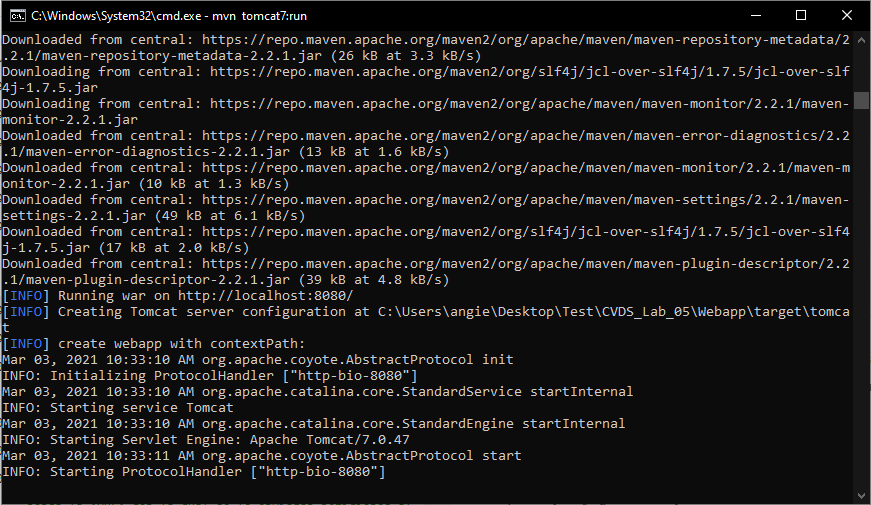 C:\Windows\System32\cmd.exe - mvn  tomcat7:run
Downloaded from central: https://repo.maven.apache.org/maven2/org/apache/maven/maven-repository-metadata/2
.2.1/maven-repository-metadata-2.2.1.jar (26 kB at 3.3 kB/s)
Downloading from central: https://repo.maven.apache.org/maven2/org/slf4j/jcl-over-slf4j/1.7.5/jcl-over-slf
4j-1.7.5.jar
Downloading from central: https://repo.maven.apache.org/maven2/org/apache/maven/maven-monitor/2.2.1/maven-
monitor-2.2.1.jar
Downloaded from central: https://repo.maven.apache.org/maven2/org/apache/maven/maven-error-diagnostics/2.2
.1/maven-error-diagnostics-2.2.1.jar (13 kB at 1.6 kB/s)
Downloaded from central: https://repo.maven.apache.org/maven2/org/apache/maven/maven-monitor/2.2.1/maven-m
onitor-2.2.1.jar (10 kB at 1.3 kB/s)
Downloaded from central: https://repo.maven.apache.org/maven2/org/apache/maven/maven-settings/2.2.1/maven-
settings-2.2.1.jar (49 kB at 6.1 kB/s)
Downloaded from central: https://repo.maven.apache.org/maven2/org/slf4j/jcl-over-slf4j/1.7.5/jcl-over-slf4
j-1.7.5.jar (17 kB at 2.0 kB/s)
Downloaded from central: https://repo.maven.apache.org/maven2/org/apache/maven/maven-plugin-descriptor/2.2
.1/maven-plugin-descriptor-2.2.1.jar (39 kB at 4.8 kB/s)
[INFO] Running war on http://localhost:8080/
[INFO] Creating Tomcat server configuration at C:\Users\angie\Desktop\Test\CVDS_Lab_05\Webapp\target\tomca
t
[INFO] create webapp with contextPath:
Mar 03, 2021 10:33:10 AM org.apache.coyote.AbstractProtocol init
INFO: Initializing ProtocolHandler ["http-bio-8080"]
Mar 03, 2021 10:33:10 AM org.apache.catalina.core.StandardService startInternal
INFO: Starting service Tomcat
Mar 03, 2021 10:33:10 AM org.apache.catalina.core.StandardEngine startInternal
INFO: Starting Servlet Engine: Apache Tomcat/7.0.47
Mar 03, 2021 10:33:11 AM org.apache.coyote.AbstractProtocol start
INFO: Starting ProtocolHandler ["http-bio-8080"]